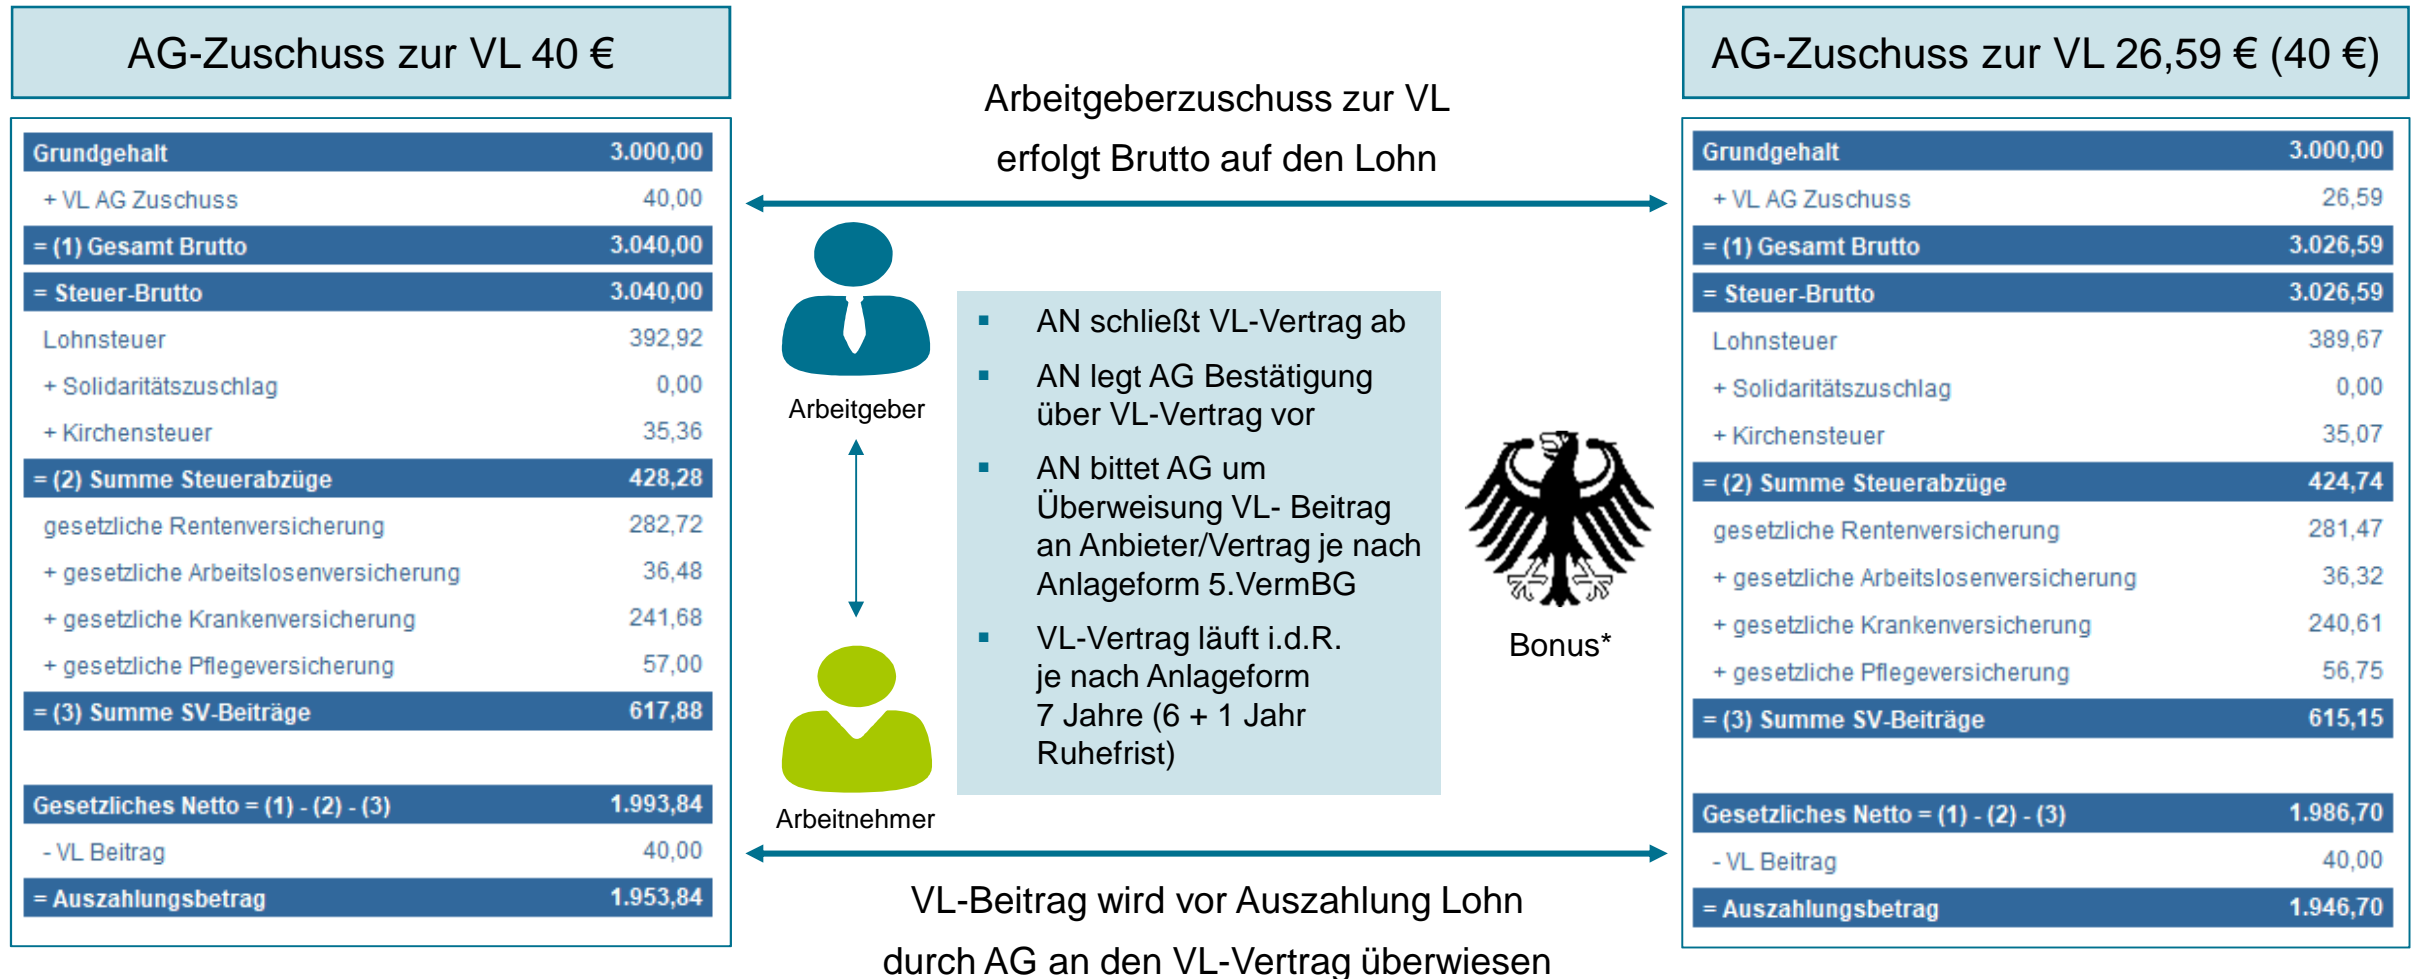 AG-Zuschuss zur VL 40 €
Grundgehalt 3.000,00
+ VL AG Zuschuss 40,00
= (1) Gesamt Brutto 3.040,00
= Steuer-Brutto 3.040,00
Lohnsteuer 392,92
+ Solidaritätszuschlag 0,00
+ Kirchensteuer 35,36
= (2) Summe Steuerabzüge 428,28
gesetzliche Rentenversicherung 282,72
+ gesetzliche Arbeitslosenversicherung 36,48
+ gesetzliche Krankenversicherung 241,68
+ gesetzliche Pflegeversicherung 57,00
= (3) Summe SV-Beiträge 617,88
Gesetzliches Netto = (1) - (2) - (3) 1.993,84
- VL Beitrag 40,00
= Auszahlungsbetrag 1.953,84
Arbeitgeberzuschuss zur VL
erfolgt Brutto auf den Lohn
Arbeitgeber
Arbeitnehmer
▪ AN schließt VL-Vertrag ab
▪ AN legt AG Bestätigung
über VL-Vertrag vor
▪ AN bittet AG um
Überweisung VL- Beitrag
an Anbieter/Vertrag je nach
Anlageform 5.VermBG
▪ VL-Vertrag läuft i.d.R.
je nach Anlageform
7 Jahre (6 + 1 Jahr
Ruhefrist)
Bonus*
VL-Beitrag wird vor Auszahlung Lohn
durch AG an den VL-Vertrag überwiesen
AG-Zuschuss zur VL 26,59 € (40 €)
Grundgehalt 3.000,00
+ VL AG Zuschuss 26,59
= (1) Gesamt Brutto 3.026,59
= Steuer-Brutto 3.026,59
Lohnsteuer 389,67
+ Solidaritätszuschlag 0,00
+ Kirchensteuer 35,07
= (2) Summe Steuerabzüge 424,74
gesetzliche Rentenversicherung 281,47
+ gesetzliche Arbeitslosenversicherung 36,32
+ gesetzliche Krankenversicherung 240,61
+ gesetzliche Pflegeversicherung 56,75
= (3) Summe SV-Beiträge 615,15
Gesetzliches Netto = (1) - (2) - (3) 1.986,70
- VL Beitrag 40,00
= Auszahlungsbetrag 1.946,70